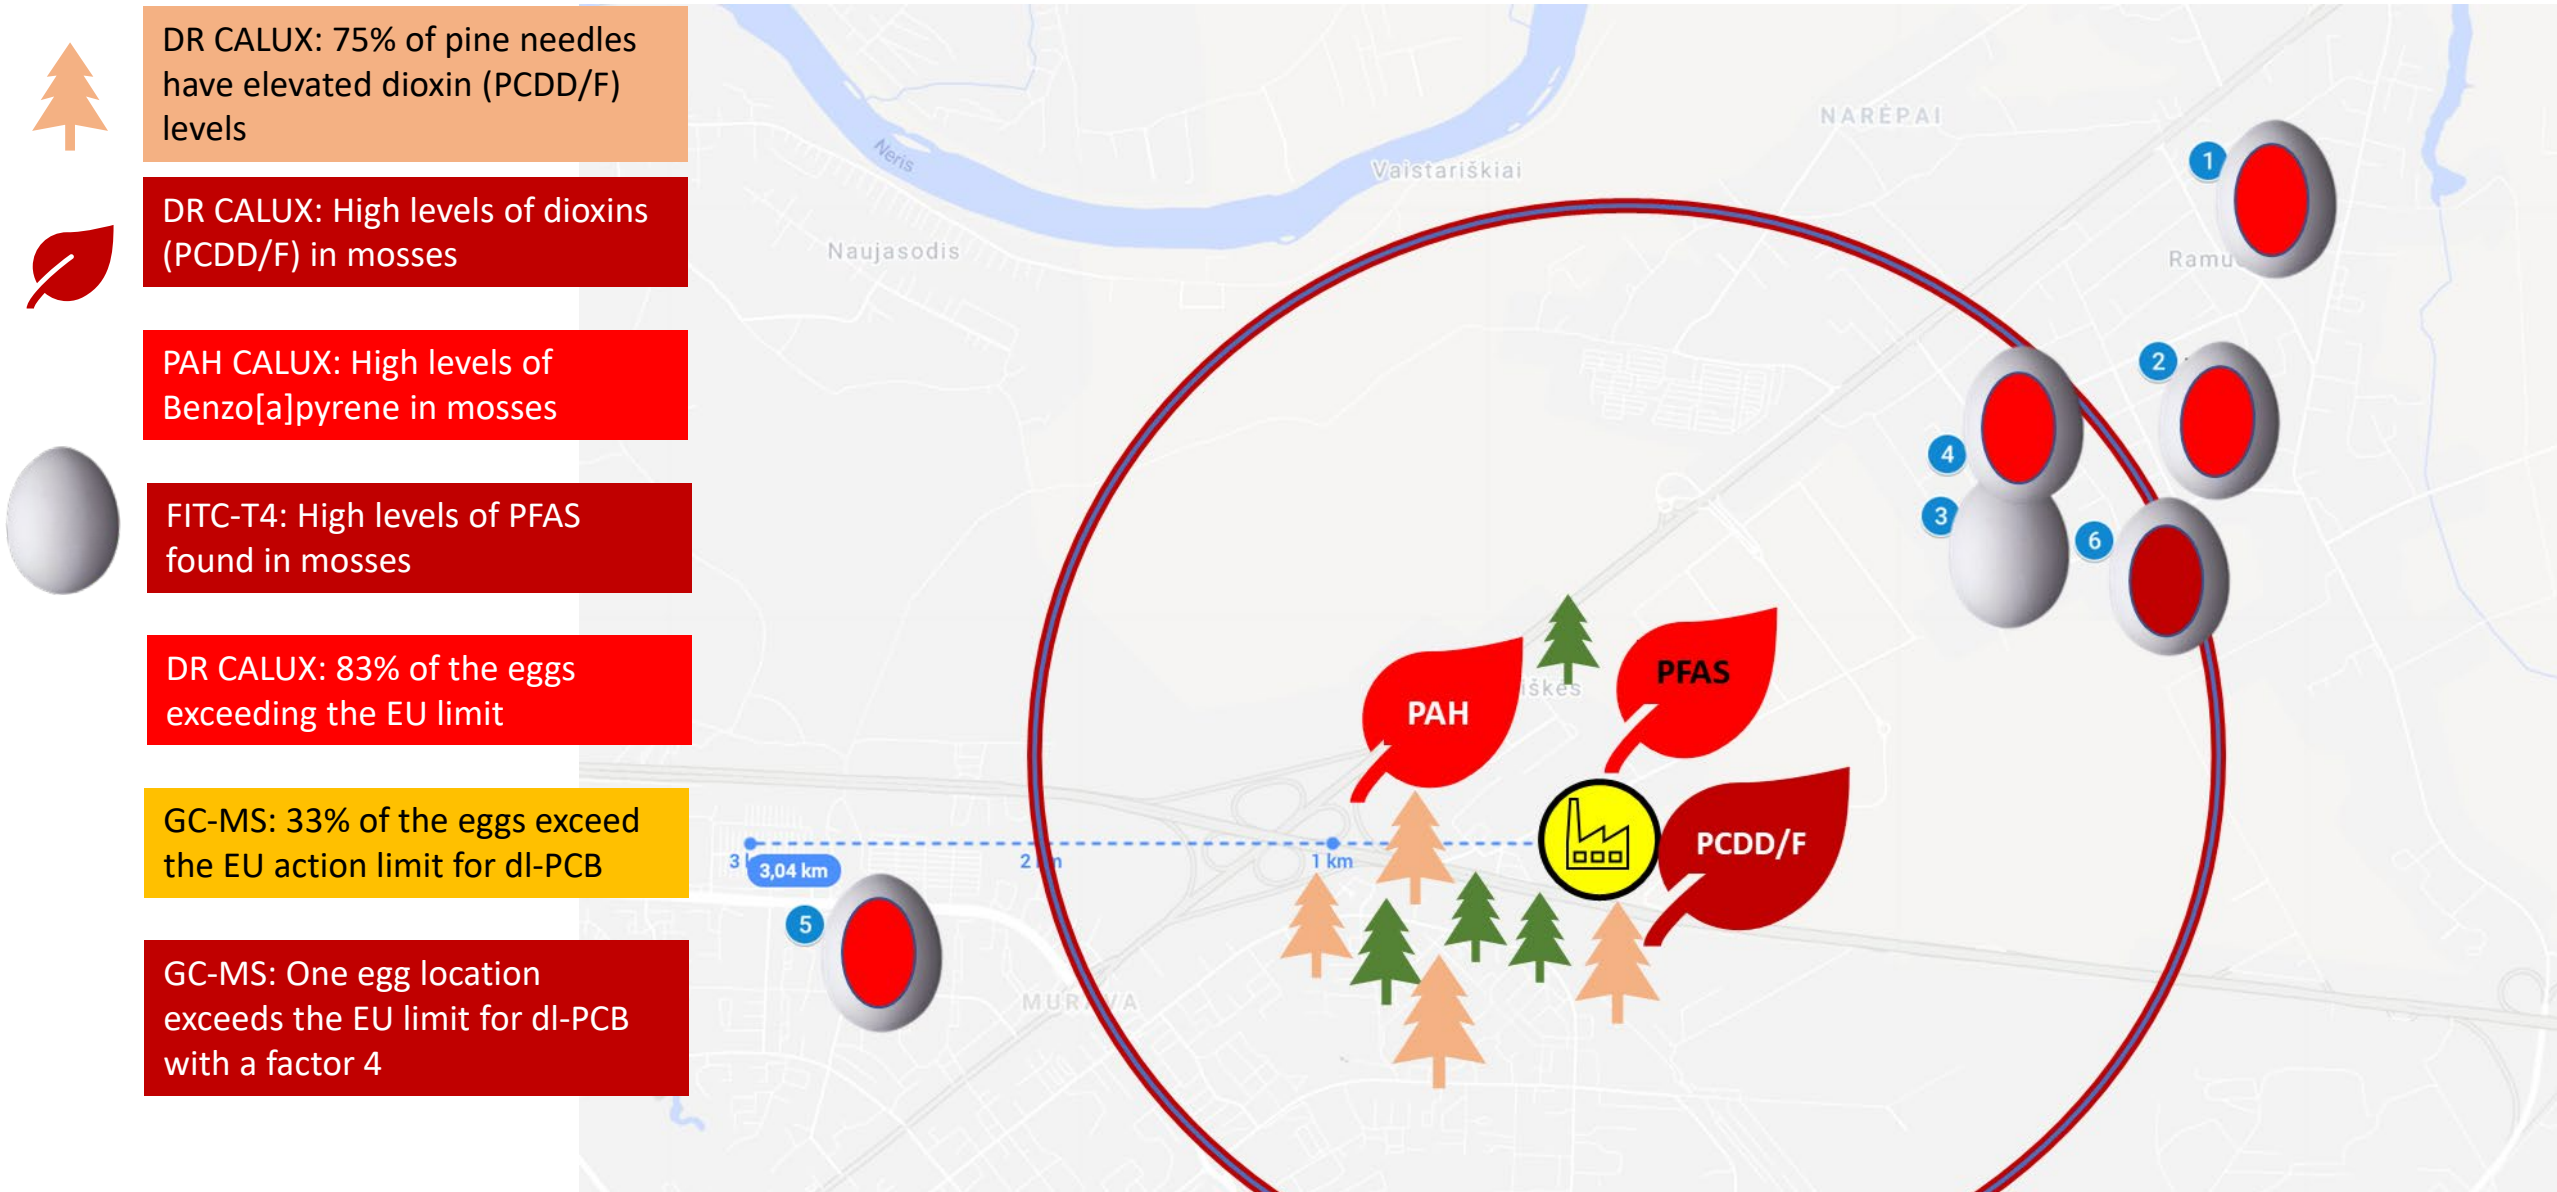 DR CALUX: 75% of pine needles
have elevated dioxin (PCDD/F)
levels
DR CALUX: High levels of dioxins
(PCDD/F) in mosses
PAH CALUX: High levels of
Benzo[a]pyrene in mosses
FITC-T4: High levels of PFAS
found in mosses
DR CALUX: 83% of the eggs
exceeding the EU limit
GC-MS: 33% of the eggs exceed
the EU action limit for dl-PCB
GC-MS: One egg location
exceeds the EU limit for dl-PCB
with a factor 4
NARĖPAI
Neris
Vaistariškiai
Naujasodis
1
2
4
3
6
PAH
PFAS
PCDD/F
3
3,04 km
2
1 km
5